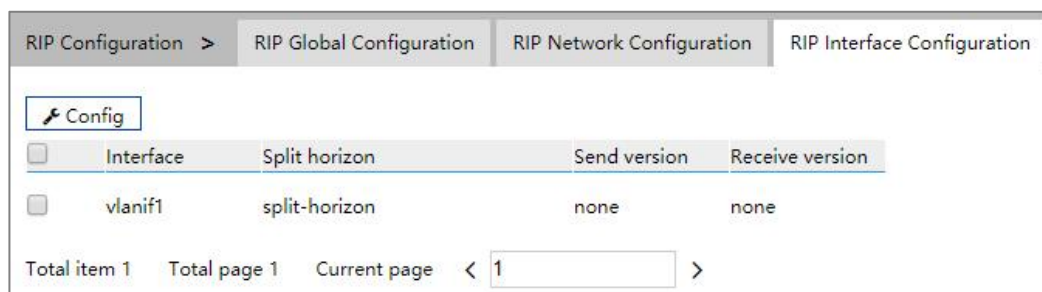 RIP Configuration > RIP Global Configuration RIP Network Configuration RIP Interface Configuration
Config
Interface Split horizon Send version Receive version
vlanif1 split-horizon none none
Total item 1 Total page 1 Current page < 1 >